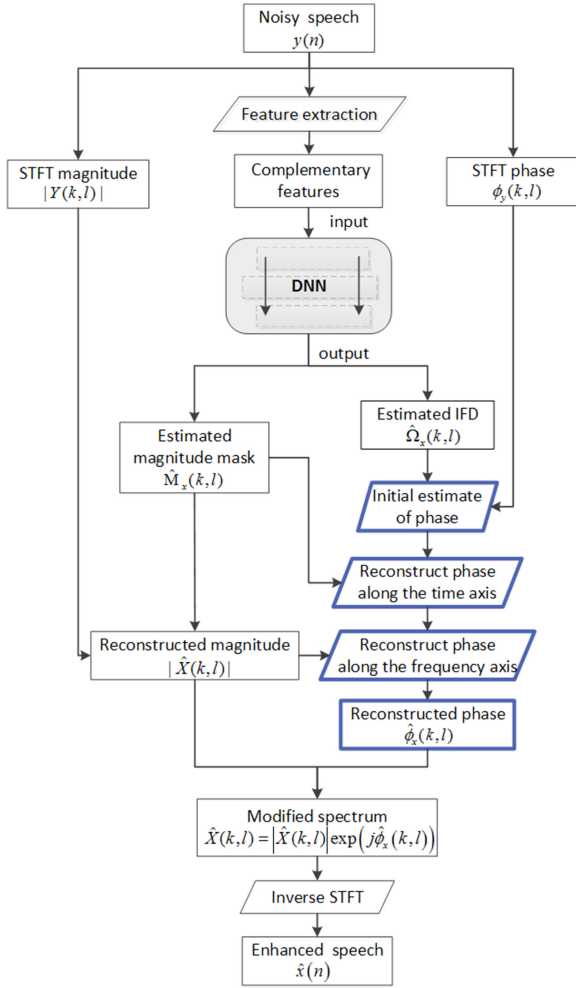 Noisy speech
y(n)
Feature extraction
STFT magnitude
|Y(k,l)|
Complementary
features
STFT phase
ϕ_y(k,l)
input
DNN
output
Estimated
magnitude mask
M̂_x(k,l)
Estimated IFD
Ω̂_x(k,l)
Initial estimate
of phase
Reconstruct phase
along the time axis
Reconstructed magnitude
|X̂(k,l)|
Reconstruct phase
along the frequency axis
Reconstructed phase
ϕ̂_x(k,l)
Modified spectrum
X̂(k,l)=|X̂(k,l)|exp(jϕ̂_x(k,l))
Inverse STFT
Enhanced speech
x̂(n)